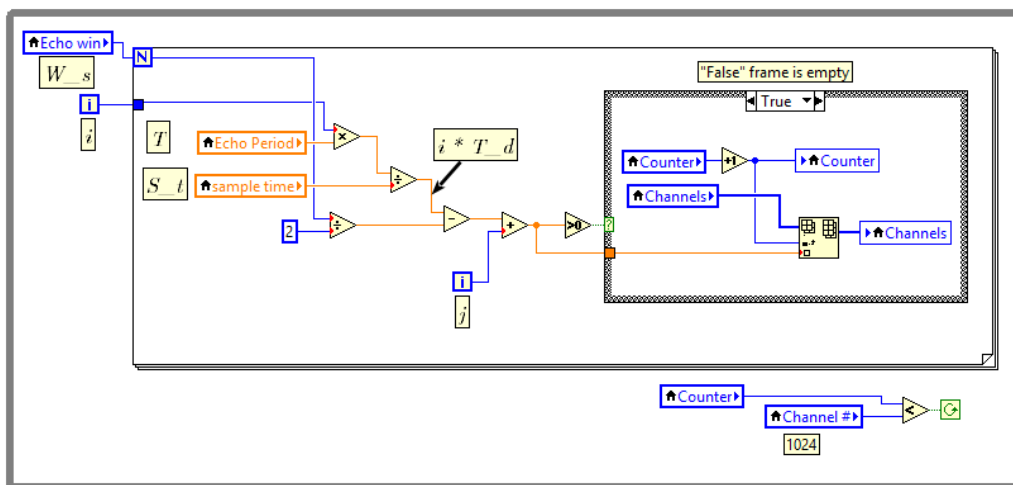 Echo win
N
W_s
"False" frame is empty
True
i
i
T
Echo Period
×
i * T_d
Counter
+1
Counter
S_t
sample time
÷
Channels
2
÷
−
+
>0
?
Channels
i
j
Counter
Channel #
<
1024